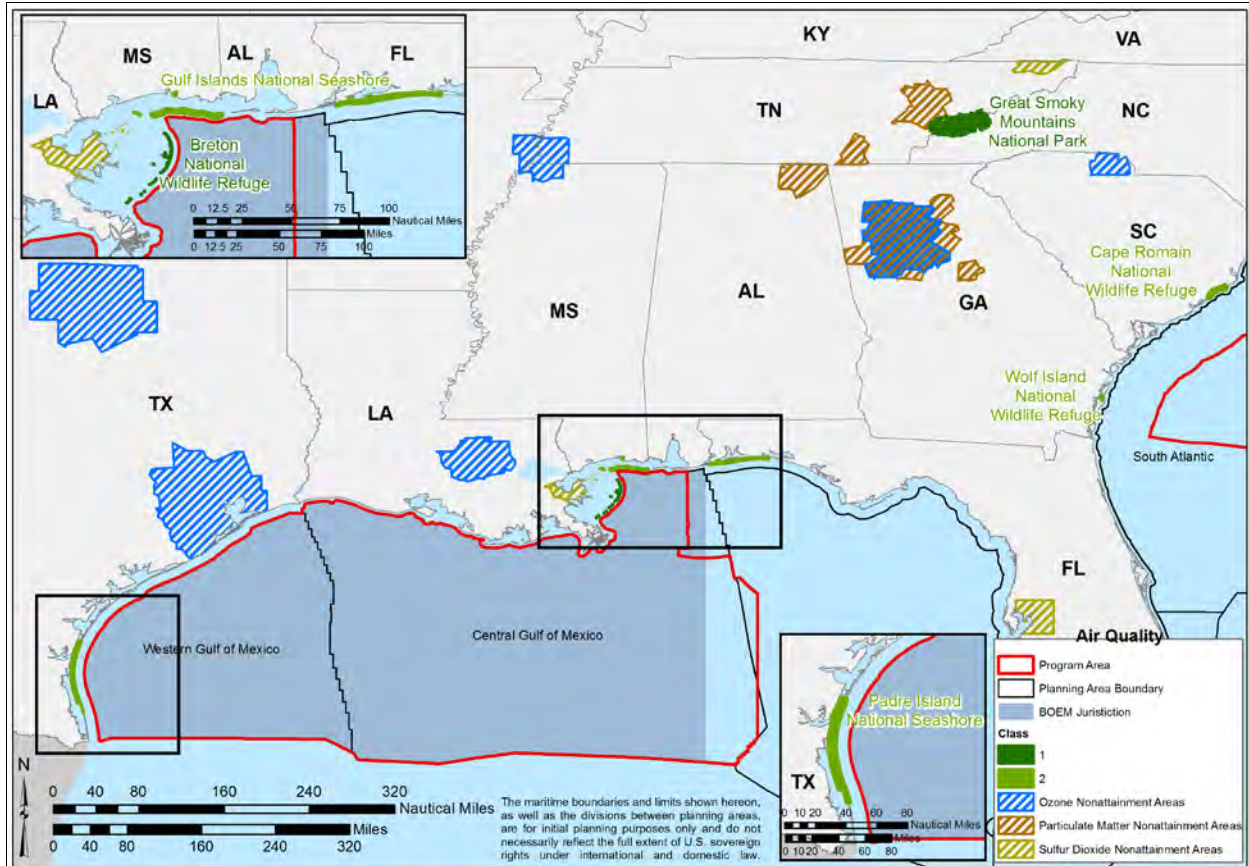 MS
AL
FL
Gulf Islands National Seashore
LA
Breton
National
Wildlife Refuge
0 12.5 25 50 75 100
Nautical Miles
0 12.5 25 50 75 100
Miles
KY
VA
TN
NC
Great Smoky
Mountains
National Park
SC
Cape Romain
National
Wildlife Refuge
MS
AL
GA
Wolf Island
National
Wildlife Refuge
TX
LA
South Atlantic
FL
Western Gulf of Mexico
Central Gulf of Mexico
Padre Island
National Seashore
TX
0 10 20 40 60 80
Nautical Miles
0 10 20 40 60 80
Miles
Air Quality
Program Area
Planning Area Boundary
BOEM Juristiction
Class
1
2
Ozone Nonattainment Areas
Particulate Matter Nonattainment Areas
Sulfur Dioxide Nonattainment Areas
N
0 40 80 160 240 320
Nautical Miles
0 40 80 160 240 320
Miles
The maritime boundaries and limits shown hereon,
as well as the divisions between planning areas,
are for initial planning purposes only and do not
necessarily reflect the full extent of U.S. sovereign
rights under international and domestic law.